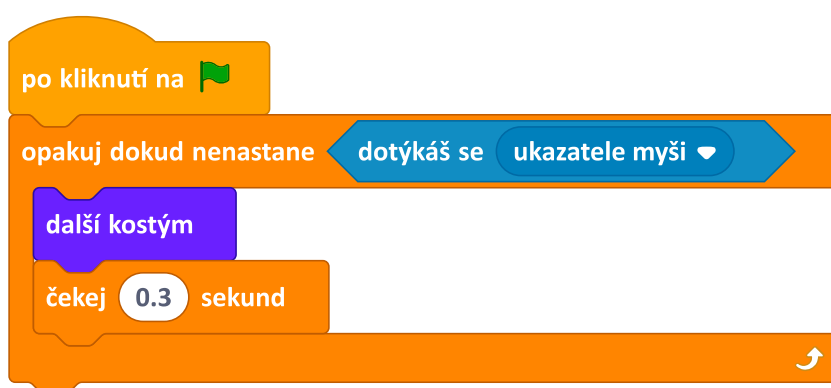 po kliknutí na
opakuj dokud nenastane dotýkáš se ukazatele myši
další kostým
čekej 0.3 sekund